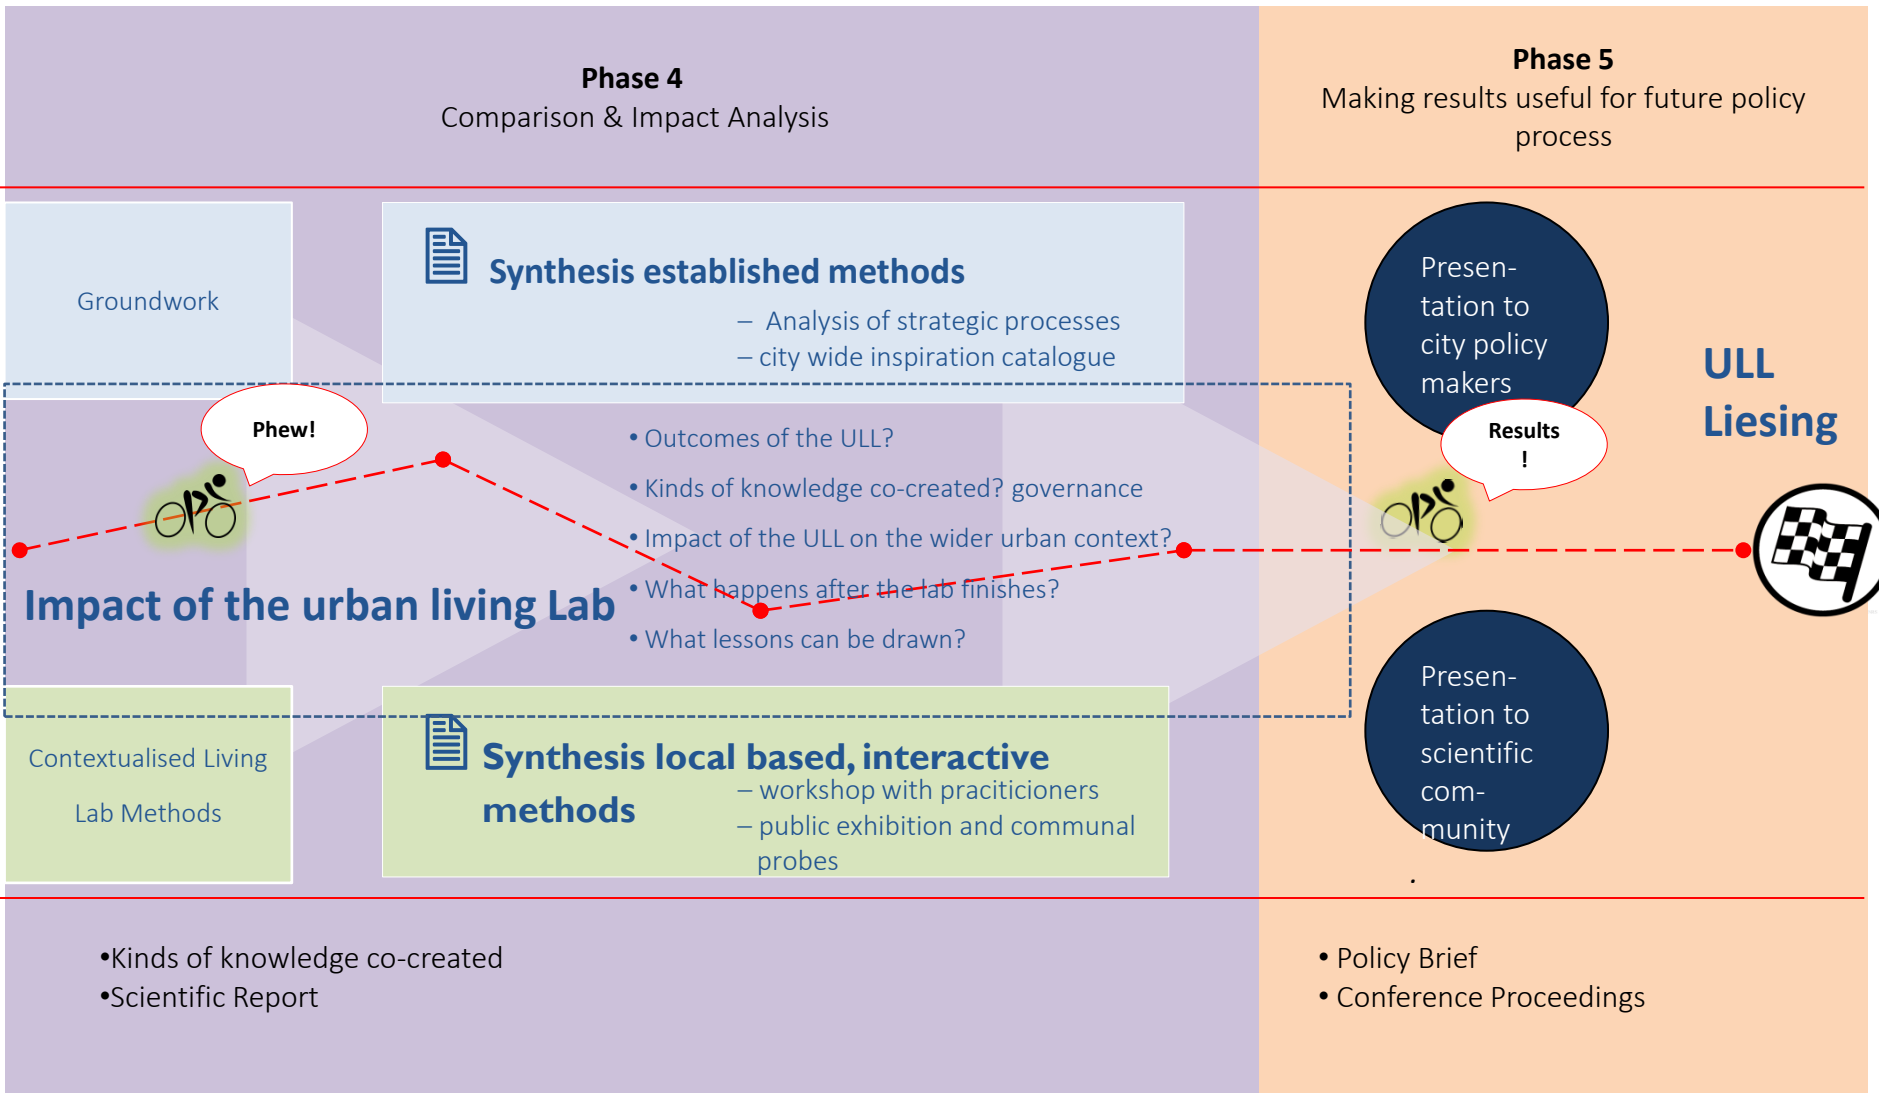 Phase 4
Comparison & Impact Analysis
Phase 5
Making results useful for future policy
process
Groundwork
Synthesis established methods
– Analysis of strategic processes
– city wide inspiration catalogue
Presen-
tation to
city policy
makers
ULL
Liesing
Phew!
Results
!
• Outcomes of the ULL?
• Kinds of knowledge co-created? governance
• Impact of the ULL on the wider urban context?
• What happens after the lab finishes?
• What lessons can be drawn?
Impact of the urban living Lab
Contextualised Living
Lab Methods
Synthesis local based, interactive
methods
– workshop with praciticioners
– public exhibition and communal
probes
Presen-
tation to
scientific
com-
munity
.
•Kinds of knowledge co-created
•Scientific Report
• Policy Brief
• Conference Proceedings